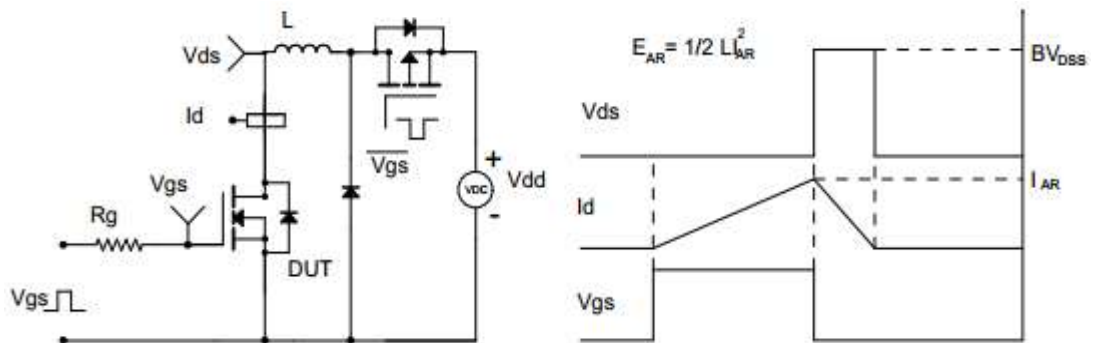 L
Vds
Id
Vgs
Vgs
Rg
DUT
Vgs
+
VDC
Vdd
-
E_AR = 1/2 LI²_AR
BV_DSS
Vds
I_AR
Id
Vgs